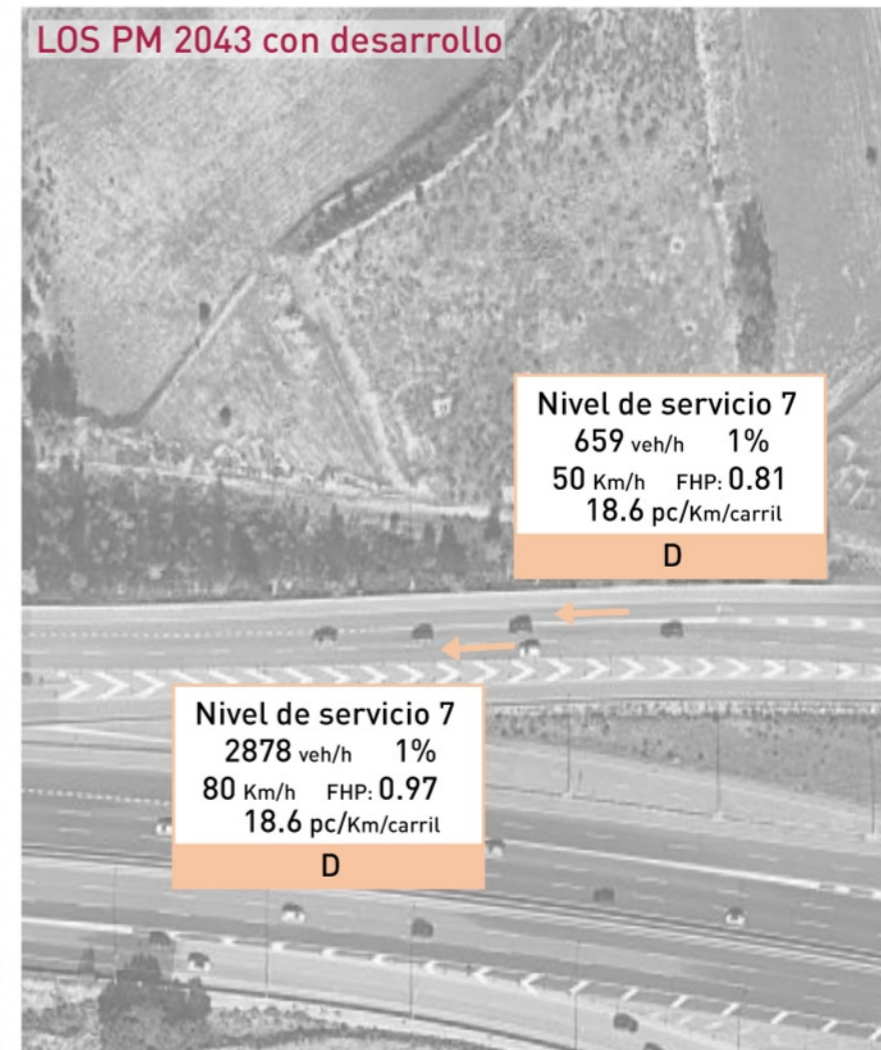 LOS PM 2043 con desarrollo
Nivel de servicio 7
659 veh/h 1%
50 Km/h FHP: 0.81
18.6 pc/Km/carril
D
Nivel de servicio 7
2878 veh/h 1%
80 Km/h FHP: 0.97
18.6 pc/Km/carril
D